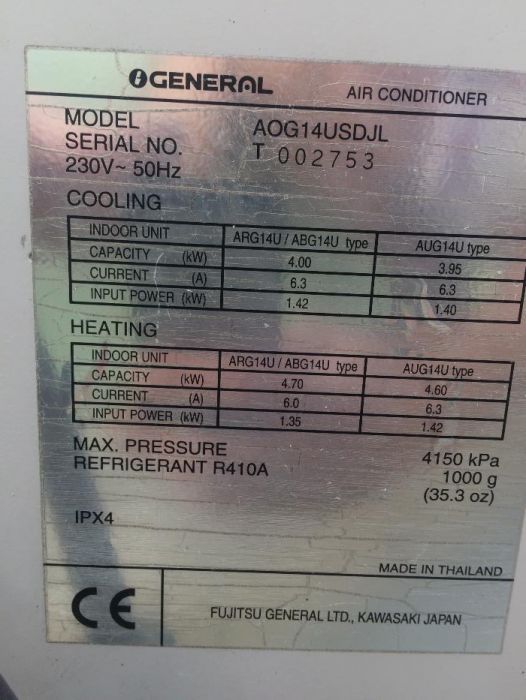 GENERAL AIR CONDITIONER
MODEL AOG14USDJL
SERIAL NO. T 002753
230V~ 50Hz
COOLING
INDOOR UNIT ARG14U / ABG14U type AUG14U type
CAPACITY (kW) 4.00 3.95
CURRENT (A) 6.3 6.3
INPUT POWER (kW) 1.42 1.40
HEATING
INDOOR UNIT ARG14U / ABG14U type AUG14U type
CAPACITY (kW) 4.70 4.60
CURRENT (A) 6.0 6.3
INPUT POWER (kW) 1.35 1.42
MAX. PRESSURE 4150 kPa
REFRIGERANT R410A 1000 g
(35.3 oz)
IPX4
MADE IN THAILAND
CE FUJITSU GENERAL LTD., KAWASAKI JAPAN